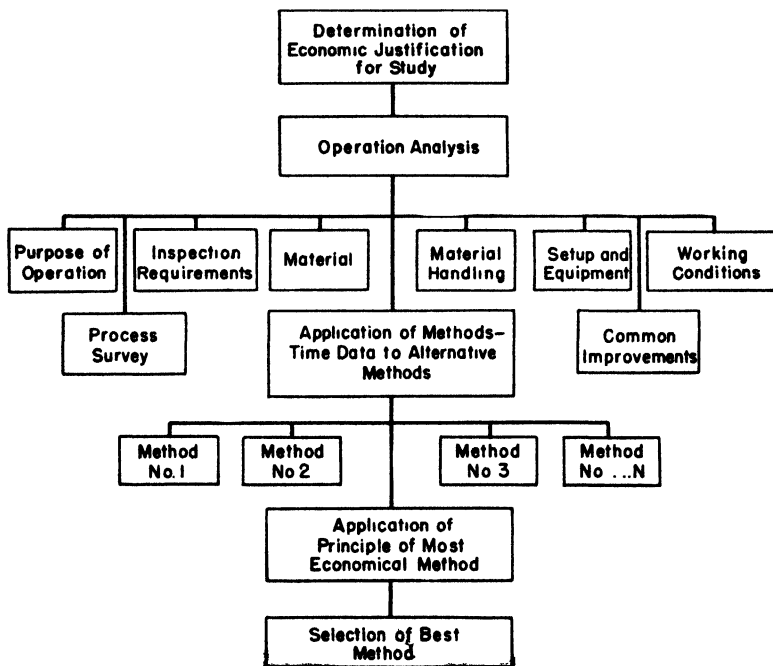 Determination of
Economic Justification
for Study
Operation Analysis
Purpose of
Operation
Inspection
Requirements
Material
Material
Handling
Setup and
Equipment
Working
Conditions
Process
Survey
Application of Methods-
Time Data to Alternative
Methods
Common
Improvements
Method
No. 1
Method
No 2
Method
No 3
Method
No ...N
Application of
Principle of Most
Economical Method
Selection of Best
Method